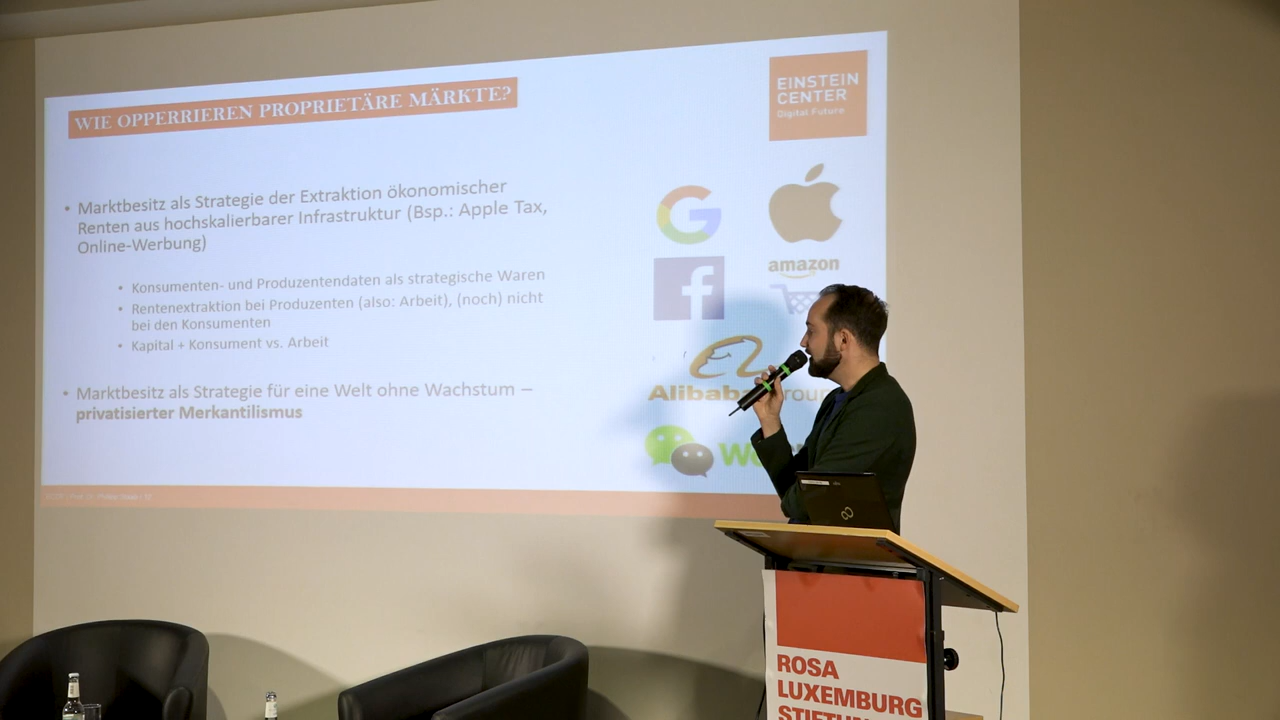 WIE OPPERRIEREN PROPRIETÄRE MÄRKTE?
EINSTEIN
CENTER
Digital Future
• Marktbesitz als Strategie der Extraktion ökonomischer
Renten aus hochskalierbarer Infrastruktur (Bsp.: Apple Tax,
Online-Werbung)
• Konsumenten- und Produzentendaten als strategische Waren
• Rentenextraktion bei Produzenten (also: Arbeit), (noch) nicht
bei den Konsumenten
• Kapital + Konsument vs. Arbeit
• Marktbesitz als Strategie für eine Welt ohne Wachstum –
privatisierter Merkantilismus
G
f
amazon
Alibaba
ROSA
LUXEMBURG